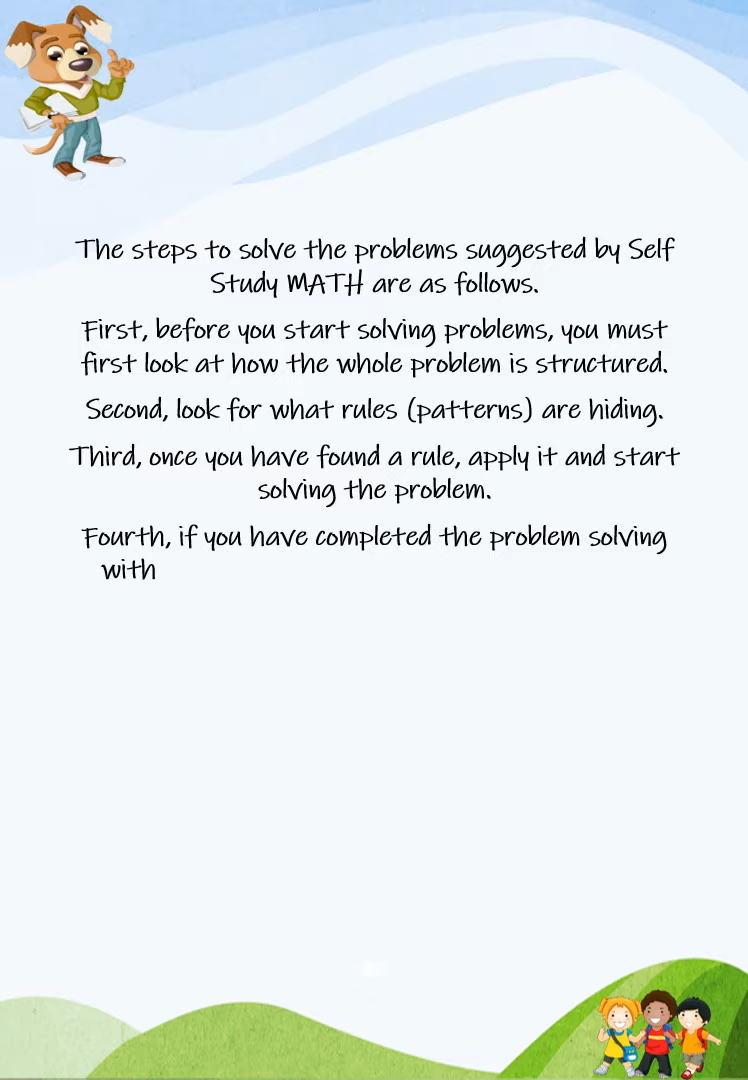 The steps to solve the problems suggested by Self
Study MATH are as follows.
First, before you start solving problems, you must
first look at how the whole problem is structured.
Second, look for what rules (patterns) are hiding.
Third, once you have found a rule, apply it and start
solving the problem.
Fourth, if you have completed the problem solving
with